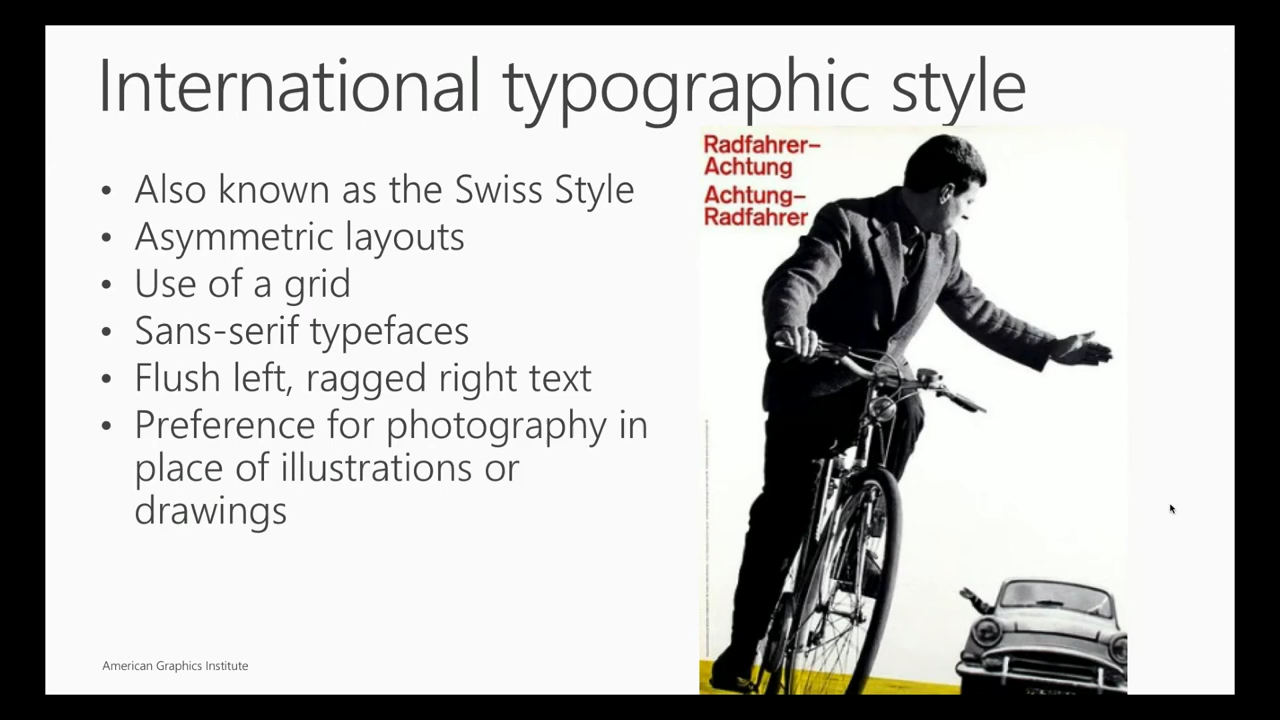 International typographic style
• Also known as the Swiss Style
• Asymmetric layouts
• Use of a grid
• Sans-serif typefaces
• Flush left, ragged right text
• Preference for photography in
place of illustrations or
drawings
Radfahrer–
Achtung
Achtung–
Radfahrer
American Graphics Institute